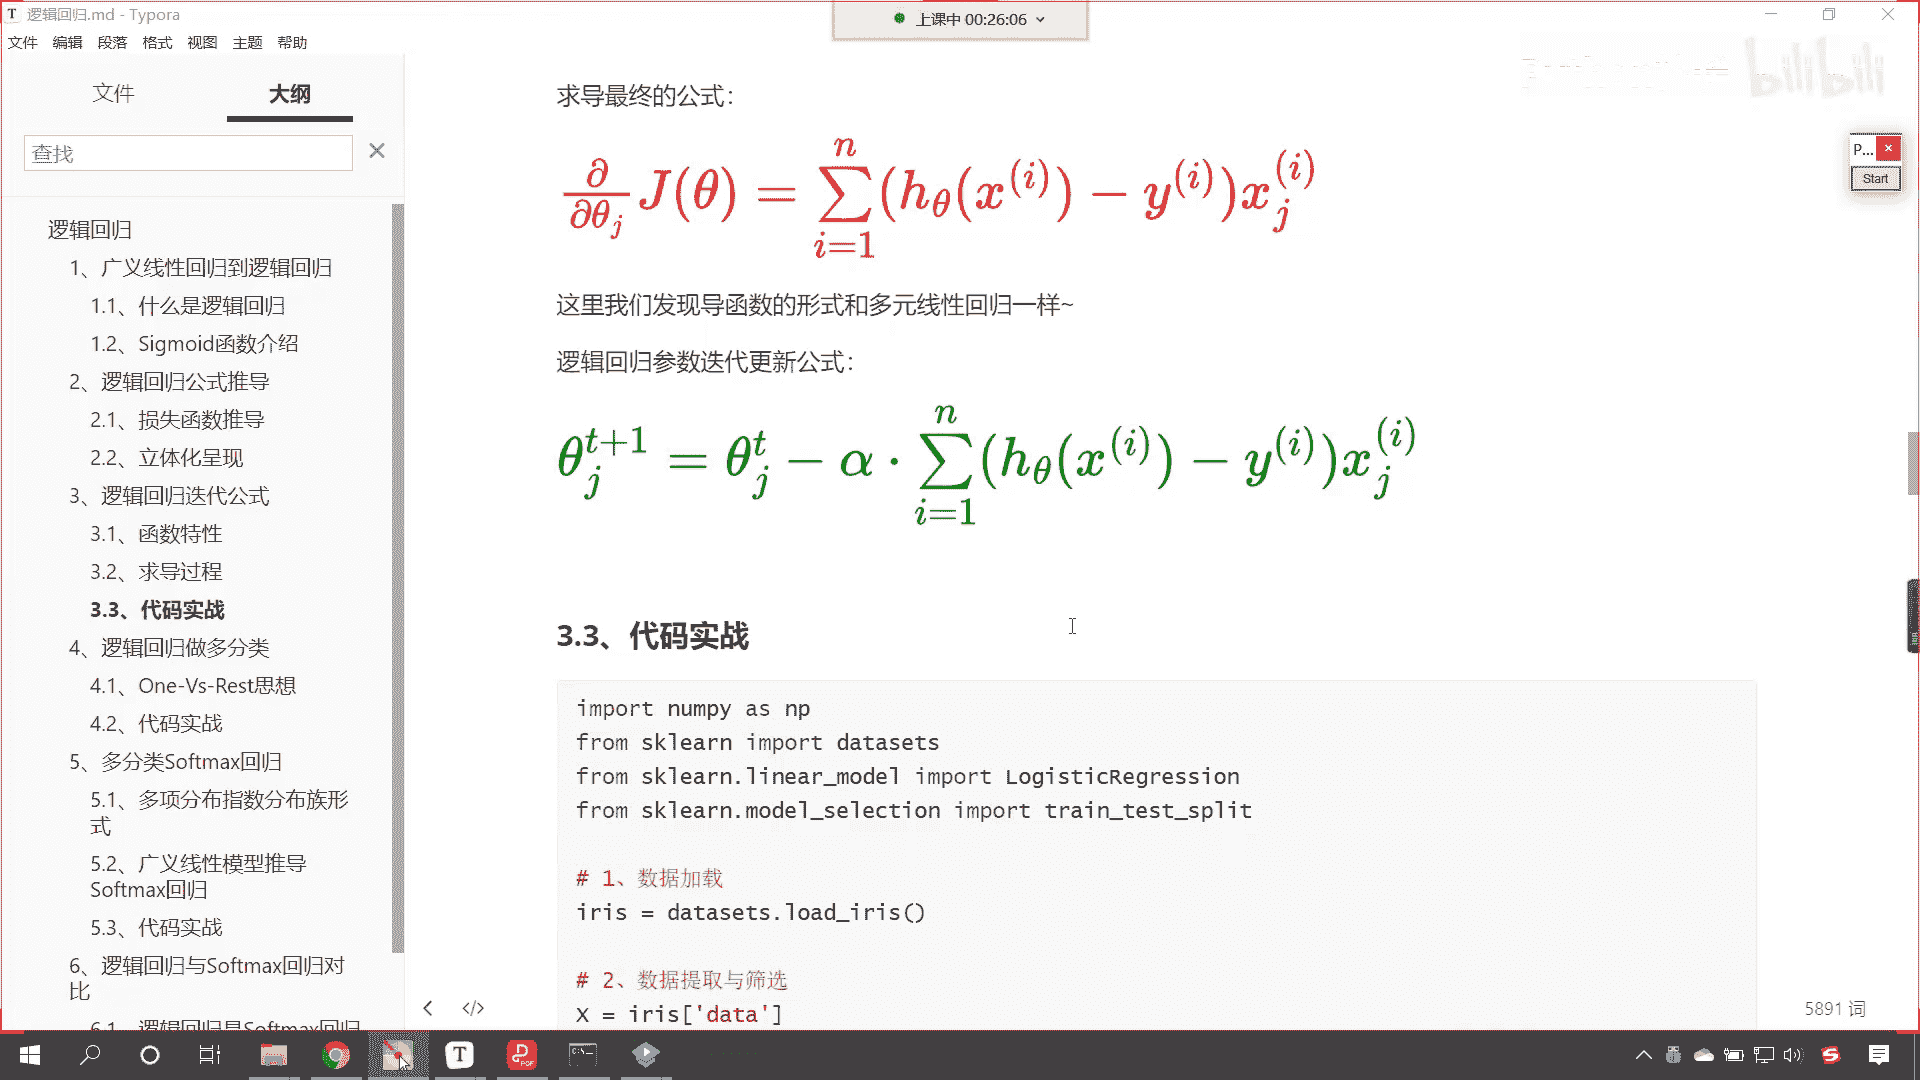 逻辑回归.md - Typora
上课中 00:26:06
文件 编辑 段落 格式 视图 主题 帮助
bilibili
文件 大纲
查找
P...
Start
逻辑回归
1、广义线性回归到逻辑回归
1.1、什么是逻辑回归
1.2、Sigmoid函数介绍
2、逻辑回归公式推导
2.1、损失函数推导
2.2、立体化呈现
3、逻辑回归迭代公式
3.1、函数特性
3.2、求导过程
3.3、代码实战
4、逻辑回归做多分类
4.1、One-Vs-Rest思想
4.2、代码实战
5、多分类Softmax回归
5.1、多项分布指数分布族形
式
5.2、广义线性模型推导
Softmax回归
5.3、代码实战
6、逻辑回归与Softmax回归对
比
6.1、逻辑回归是Softmax回归
求导最终的公式：
∂/∂θ_j J(θ) = ∑_{i=1}^{n} (h_θ(x^{(i)}) − y^{(i)})x_j^{(i)}
这里我们发现导函数的形式和多元线性回归一样~
逻辑回归参数迭代更新公式：
θ_j^{t+1} = θ_j^t − α · ∑_{i=1}^{n} (h_θ(x^{(i)}) − y^{(i)})x_j^{(i)}
3.3、代码实战
import numpy as np
from sklearn import datasets
from sklearn.linear_model import LogisticRegression
from sklearn.model_selection import train_test_split
# 1、数据加载
iris = datasets.load_iris()
# 2、数据提取与筛选
X = iris['data']
5891 词